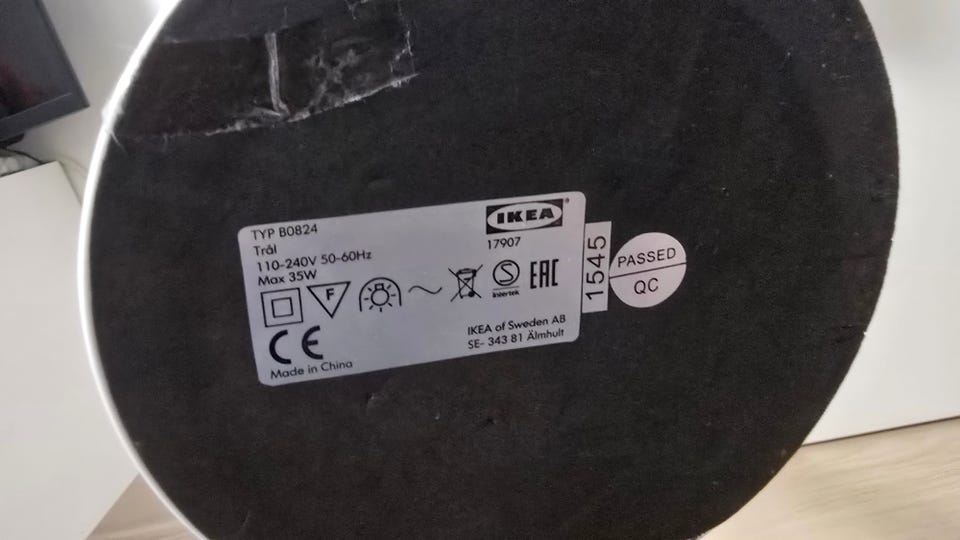 TYP B0824
Trål
110-240V 50-60Hz
Max 35W
IKEA®
17907
F
S
Intertek
EAC
CE
IKEA of Sweden AB
SE- 343 81 Älmhult
Made in China
1545
PASSED
QC